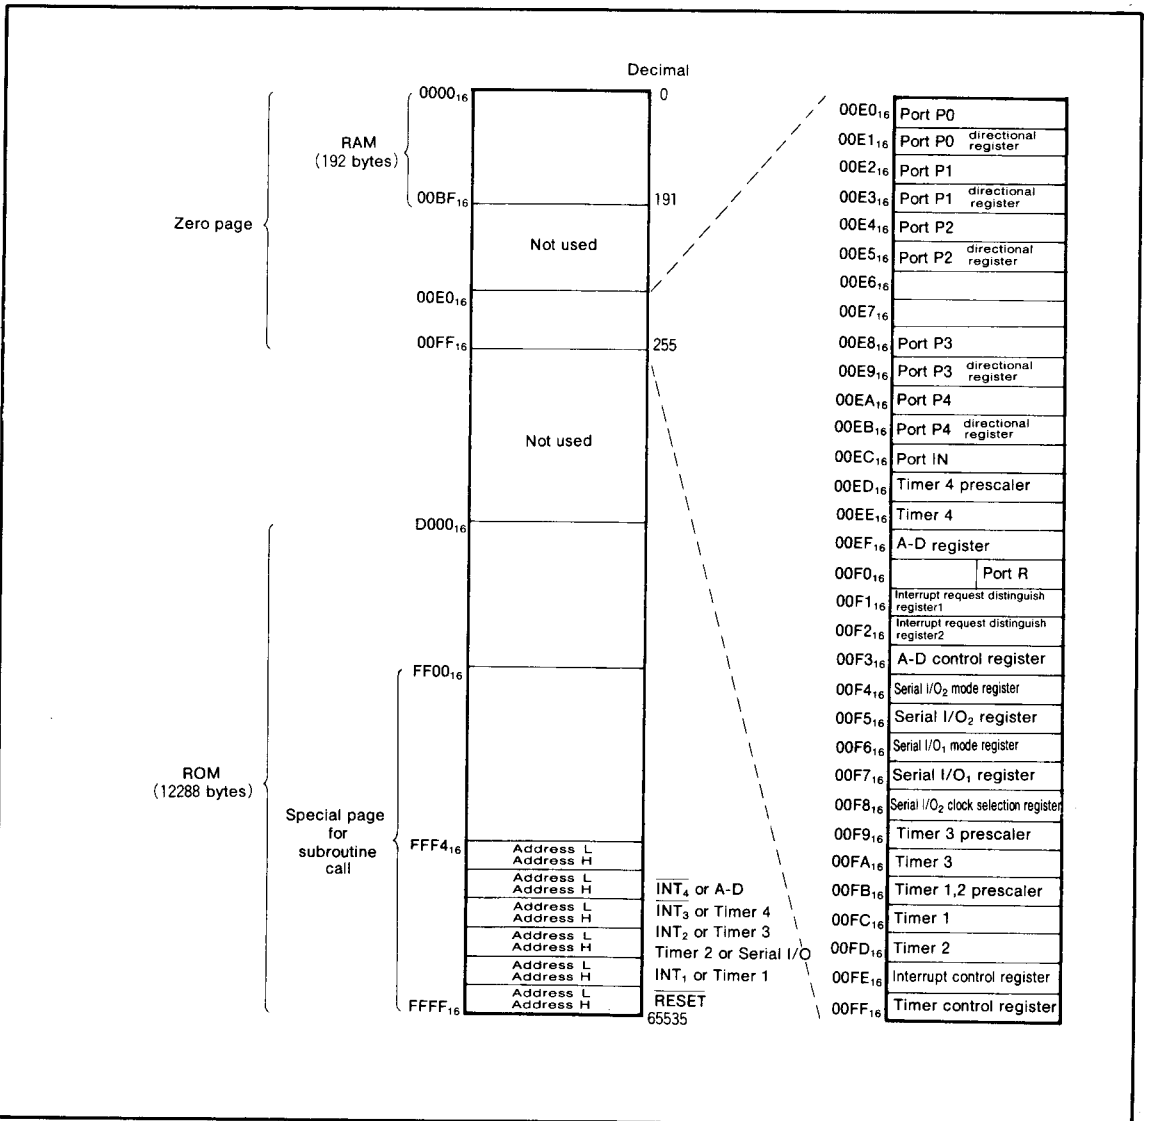 Decimal
0000₁₆
0
RAM
(192 bytes)
00BF₁₆
191
Zero page
Not used
00E0₁₆
00FF₁₆
255
Not used
D000₁₆
FF00₁₆
ROM
(12288 bytes)
Special page
for
subroutine
call
FFF4₁₆
Address L
Address H
Address L
Address H
INT₄ or A-D
Address L
Address H
INT₃ or Timer 4
Address L
Address H
INT₂ or Timer 3
Timer 2 or Serial I/O
Address L
Address H
INT₁ or Timer 1
Address L
Address H
RESET
FFFF₁₆
65535
00E0₁₆ Port P0
00E1₁₆ Port P0 directional register
00E2₁₆ Port P1
00E3₁₆ Port P1 directional register
00E4₁₆ Port P2
00E5₁₆ Port P2 directional register
00E6₁₆
00E7₁₆
00E8₁₆ Port P3
00E9₁₆ Port P3 directional register
00EA₁₆ Port P4
00EB₁₆ Port P4 directional register
00EC₁₆ Port IN
00ED₁₆ Timer 4 prescaler
00EE₁₆ Timer 4
00EF₁₆ A-D register
00F0₁₆ Port R
00F1₁₆ Interrupt request distinguish register1
00F2₁₆ Interrupt request distinguish register2
00F3₁₆ A-D control register
00F4₁₆ Serial I/O₂ mode register
00F5₁₆ Serial I/O₂ register
00F6₁₆ Serial I/O₁ mode register
00F7₁₆ Serial I/O₁ register
00F8₁₆ Serial I/O₂ clock selection register
00F9₁₆ Timer 3 prescaler
00FA₁₆ Timer 3
00FB₁₆ Timer 1,2 prescaler
00FC₁₆ Timer 1
00FD₁₆ Timer 2
00FE₁₆ Interrupt control register
00FF₁₆ Timer control register